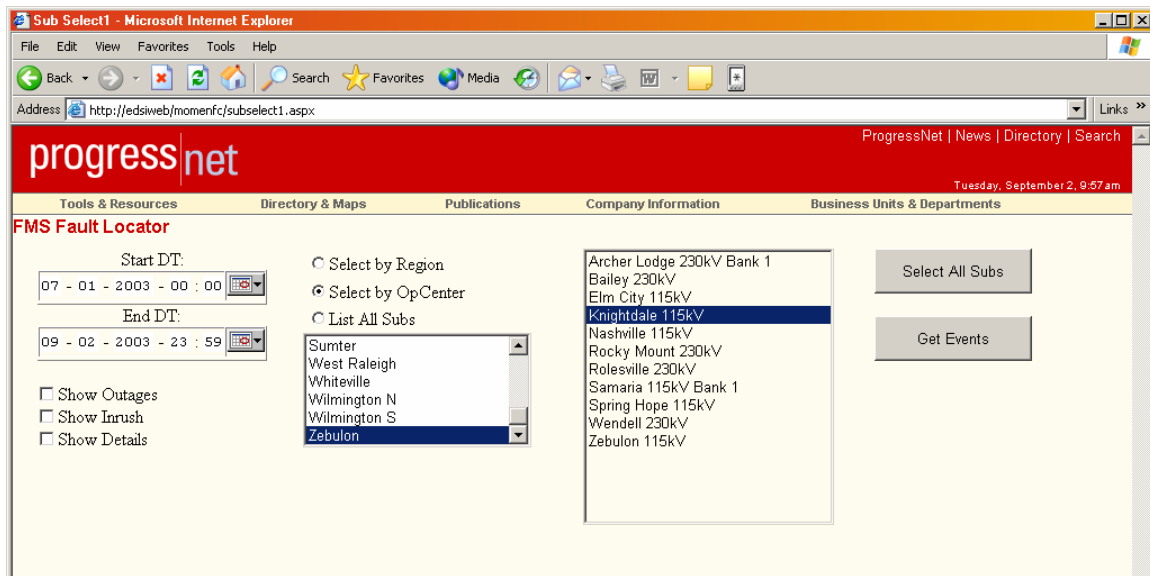 Sub Select1 - Microsoft Internet Explorer
File Edit View Favorites Tools Help
Back Search Favorites Media
Address http://edsiweb/momenfc/subselect1.aspx Links »
ProgressNet | News | Directory | Search
progress net
Tuesday, September 2, 9:57am
Tools & Resources Directory & Maps Publications Company Information Business Units & Departments
FMS Fault Locator
Start DT:
07 - 01 - 2003 - 00 : 00
End DT:
09 - 02 - 2003 - 23 : 59
Show Outages
Show Inrush
Show Details
Select by Region
Select by OpCenter
List All Subs
Sumter
West Raleigh
Whiteville
Wilmington N
Wilmington S
Zebulon
Archer Lodge 230kV Bank 1
Bailey 230kV
Elm City 115kV
Knightdale 115kV
Nashville 115kV
Rocky Mount 230kV
Rolesville 230kV
Samaria 115kV Bank 1
Spring Hope 115kV
Wendell 230kV
Zebulon 115kV
Select All Subs
Get Events